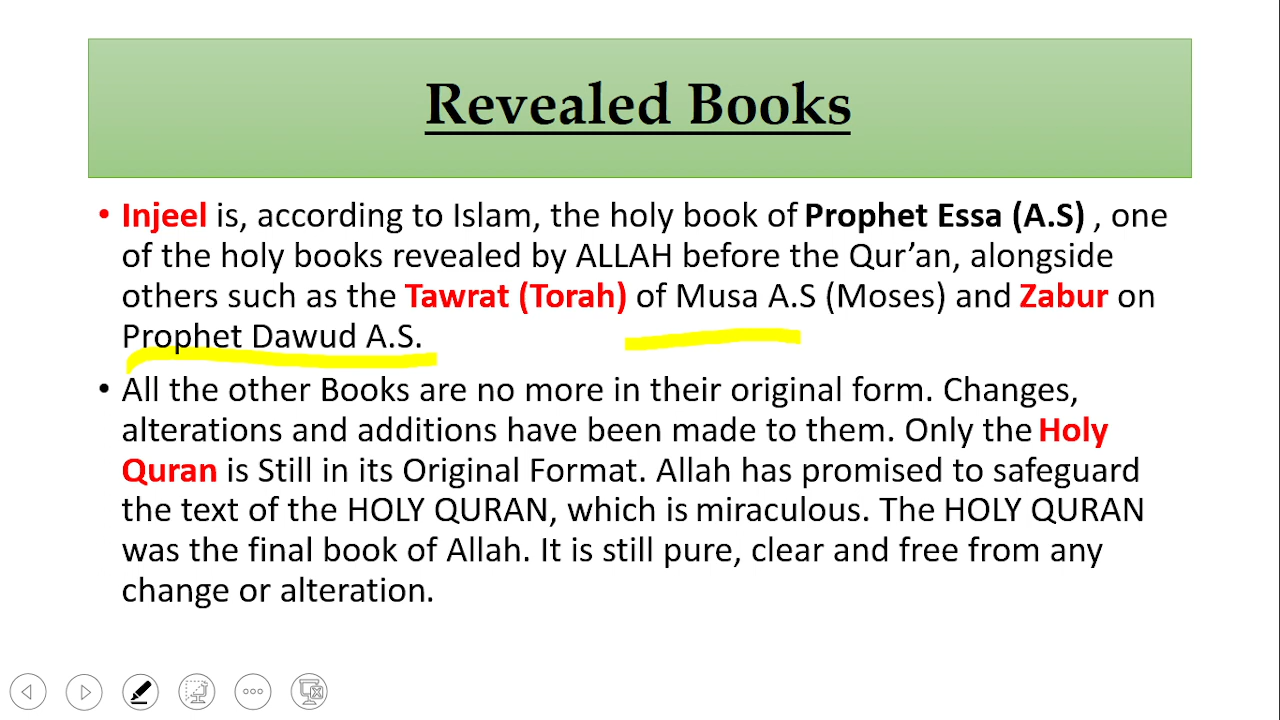 Revealed Books
• Injeel is, according to Islam, the holy book of Prophet Essa (A.S) , one
of the holy books revealed by ALLAH before the Qur’an, alongside
others such as the Tawrat (Torah) of Musa A.S (Moses) and Zabur on
Prophet Dawud A.S.
• All the other Books are no more in their original form. Changes,
alterations and additions have been made to them. Only the Holy
Quran is Still in its Original Format. Allah has promised to safeguard
the text of the HOLY QURAN, which is miraculous. The HOLY QURAN
was the final book of Allah. It is still pure, clear and free from any
change or alteration.